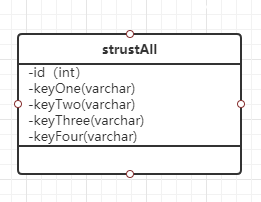 strustAll
-id（int）
-keyOne(varchar)
-keyTwo(varchar)
-keyThree(varchar)
-keyFour(varchar)